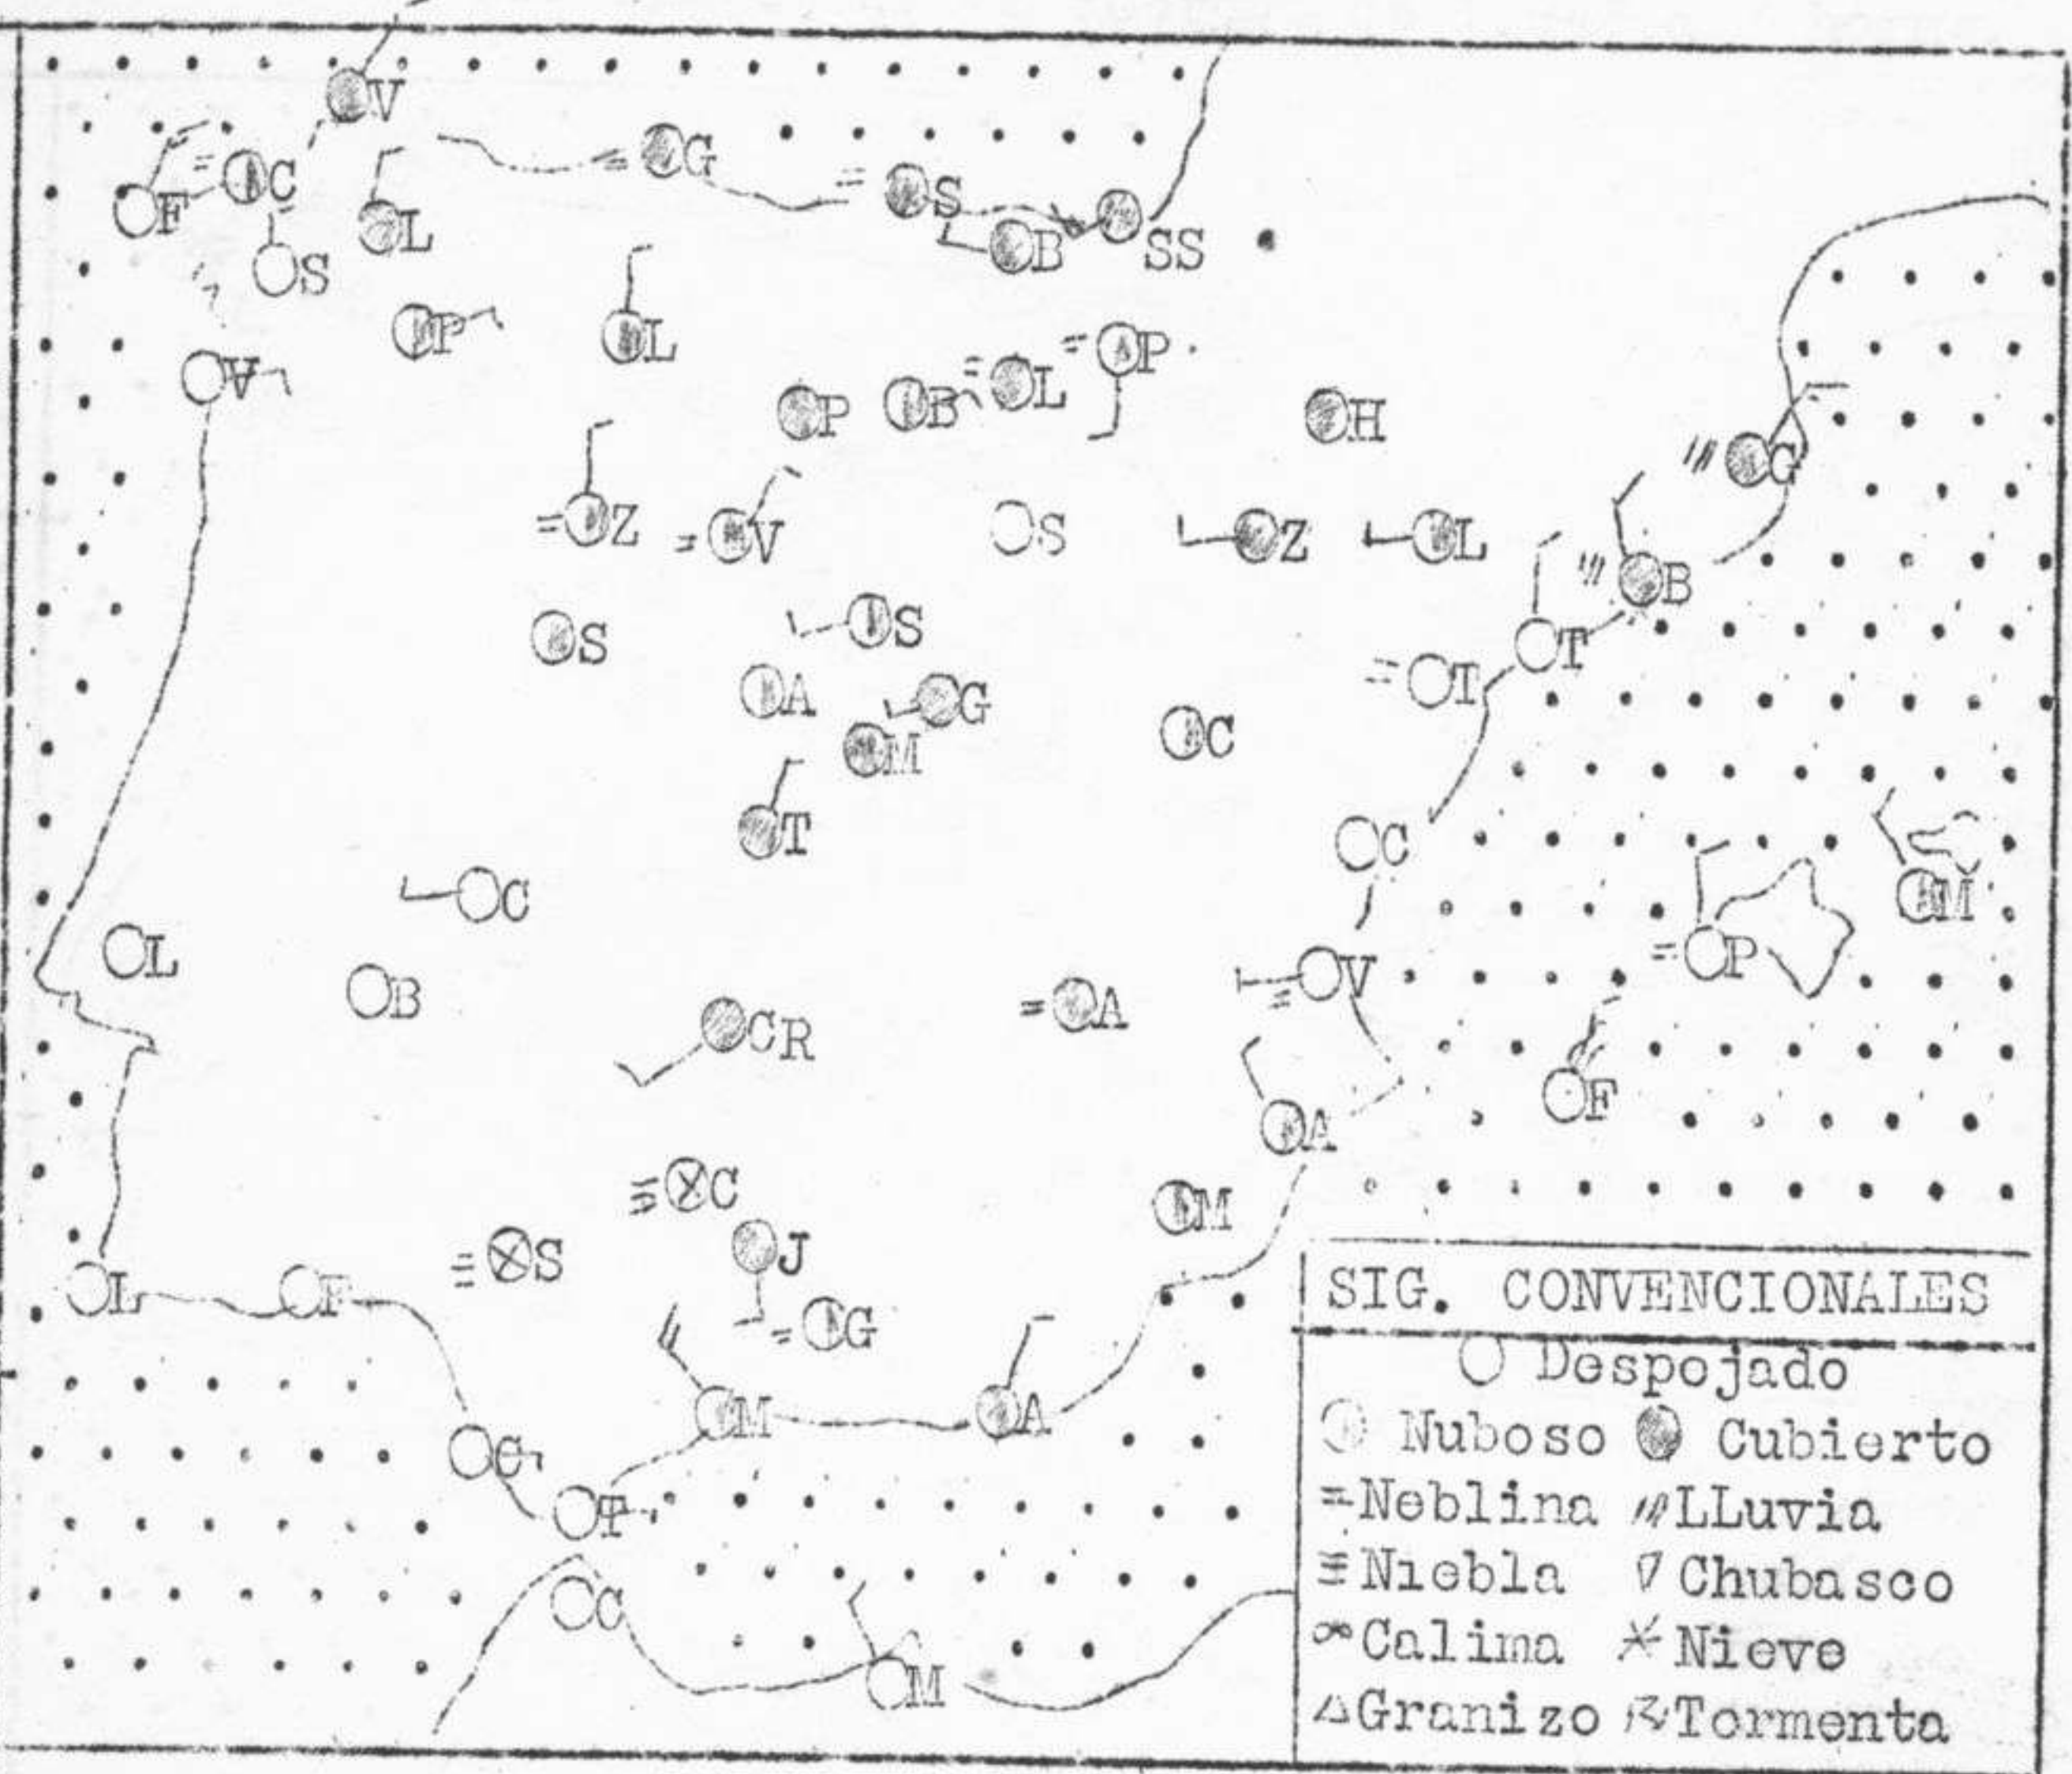 V
G
C
F
S
SS
L
B
S
P
L
P
V
L
P
B
H
G
Z
V
S
Z
L
B
S
S
T
T
A
G
M
C
T
C
C
M
L
P
V
B
A
CR
F
A
C
M
J
S
L
F
G
M
A
C
T
C
M
SIG. CONVENCIONALES
Despojado
Nuboso Cubierto
=Neblina LLuvia
≡Niebla Chubasco
∞Calima Nieve
Granizo Tormenta